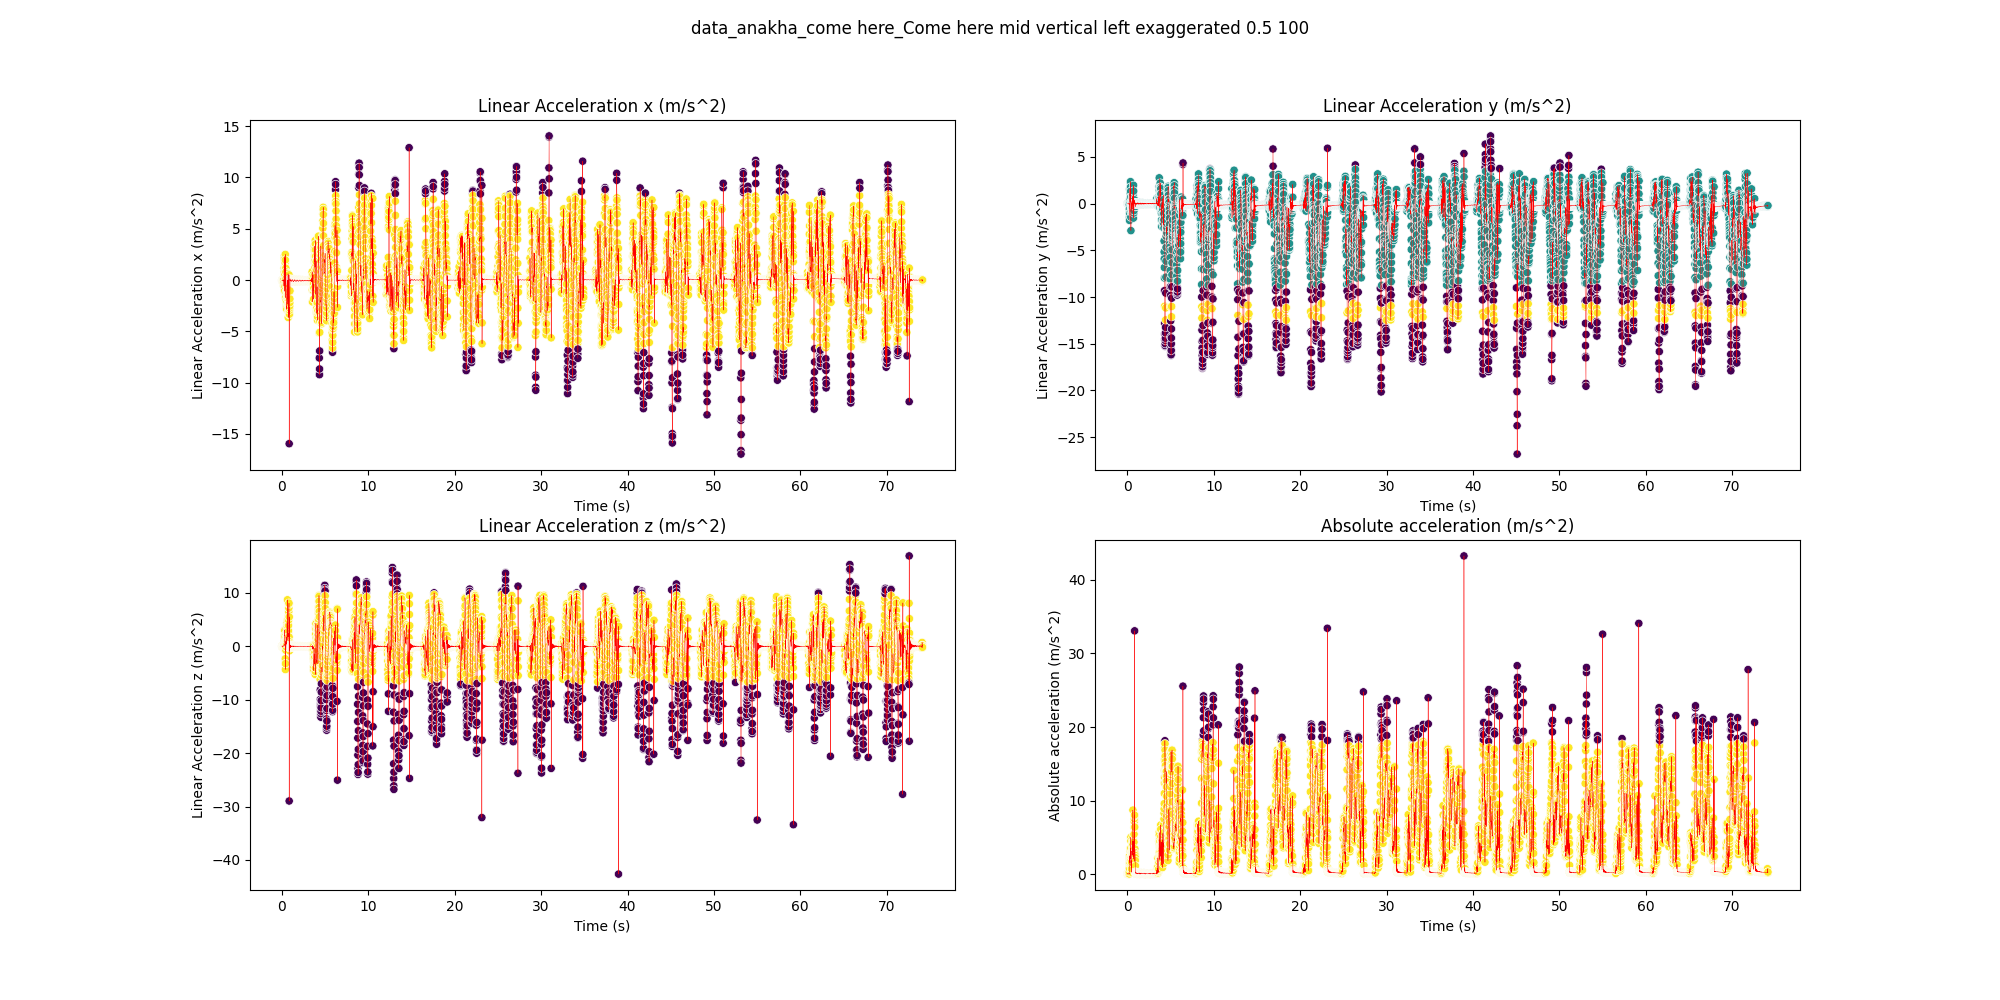 data_anakha_come here_Come here mid vertical left exaggerated 0.5 100
Linear Acceleration x (m/s^2)
Linear Acceleration x (m/s^2)
15
10
5
0
−5
−10
−15
0 10 20 30 40 50 60 70
Time (s)
Linear Acceleration y (m/s^2)
Linear Acceleration y (m/s^2)
5
0
−5
−10
−15
−20
−25
0 10 20 30 40 50 60 70
Time (s)
Linear Acceleration z (m/s^2)
Linear Acceleration z (m/s^2)
10
0
−10
−20
−30
−40
0 10 20 30 40 50 60 70
Time (s)
Absolute acceleration (m/s^2)
Absolute acceleration (m/s^2)
40
30
20
10
0
0 10 20 30 40 50 60 70
Time (s)